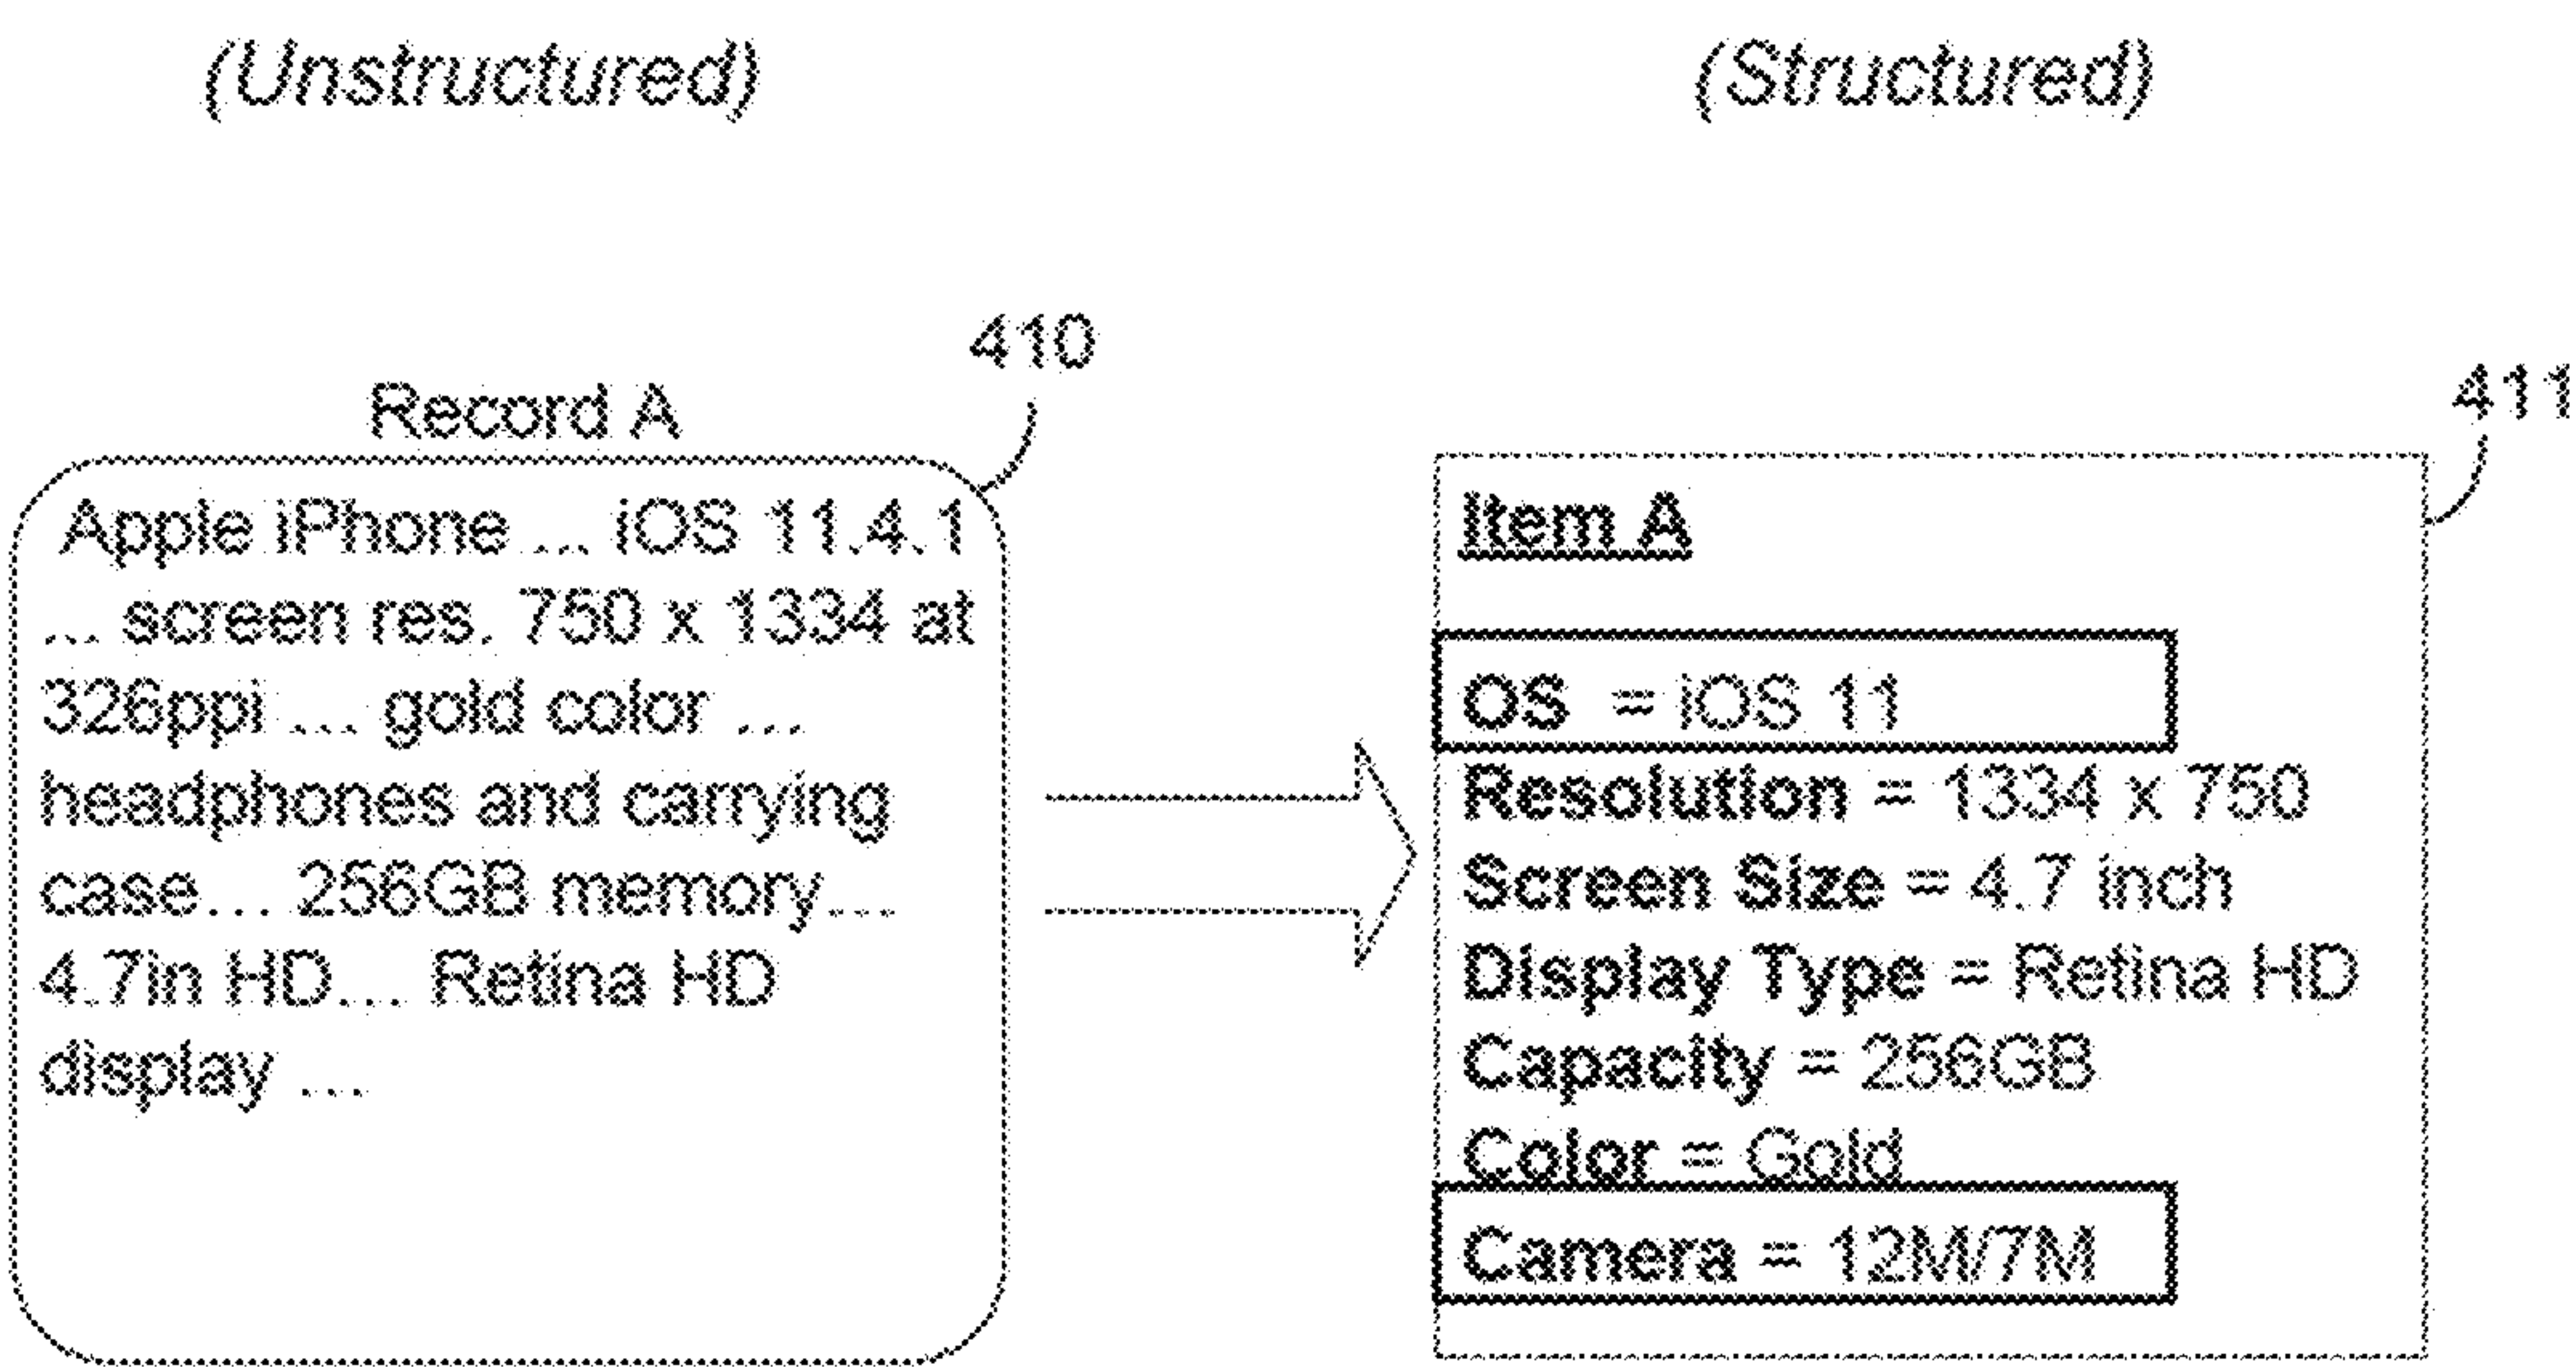 (Unstructured)
(Structured)
410
Record A
Apple iPhone ... iOS 11.4.1
... screen res. 750 x 1334 at
326ppi ... gold color ...
headphones and carrying
case... 256GB memory...
4.7in HD... Retina HD
display ...
411
Item A
OS = iOS 11
Resolution = 1334 x 750
Screen Size = 4.7 inch
Display Type = Retina HD
Capacity = 256GB
Color = Gold
Camera = 12M/7M